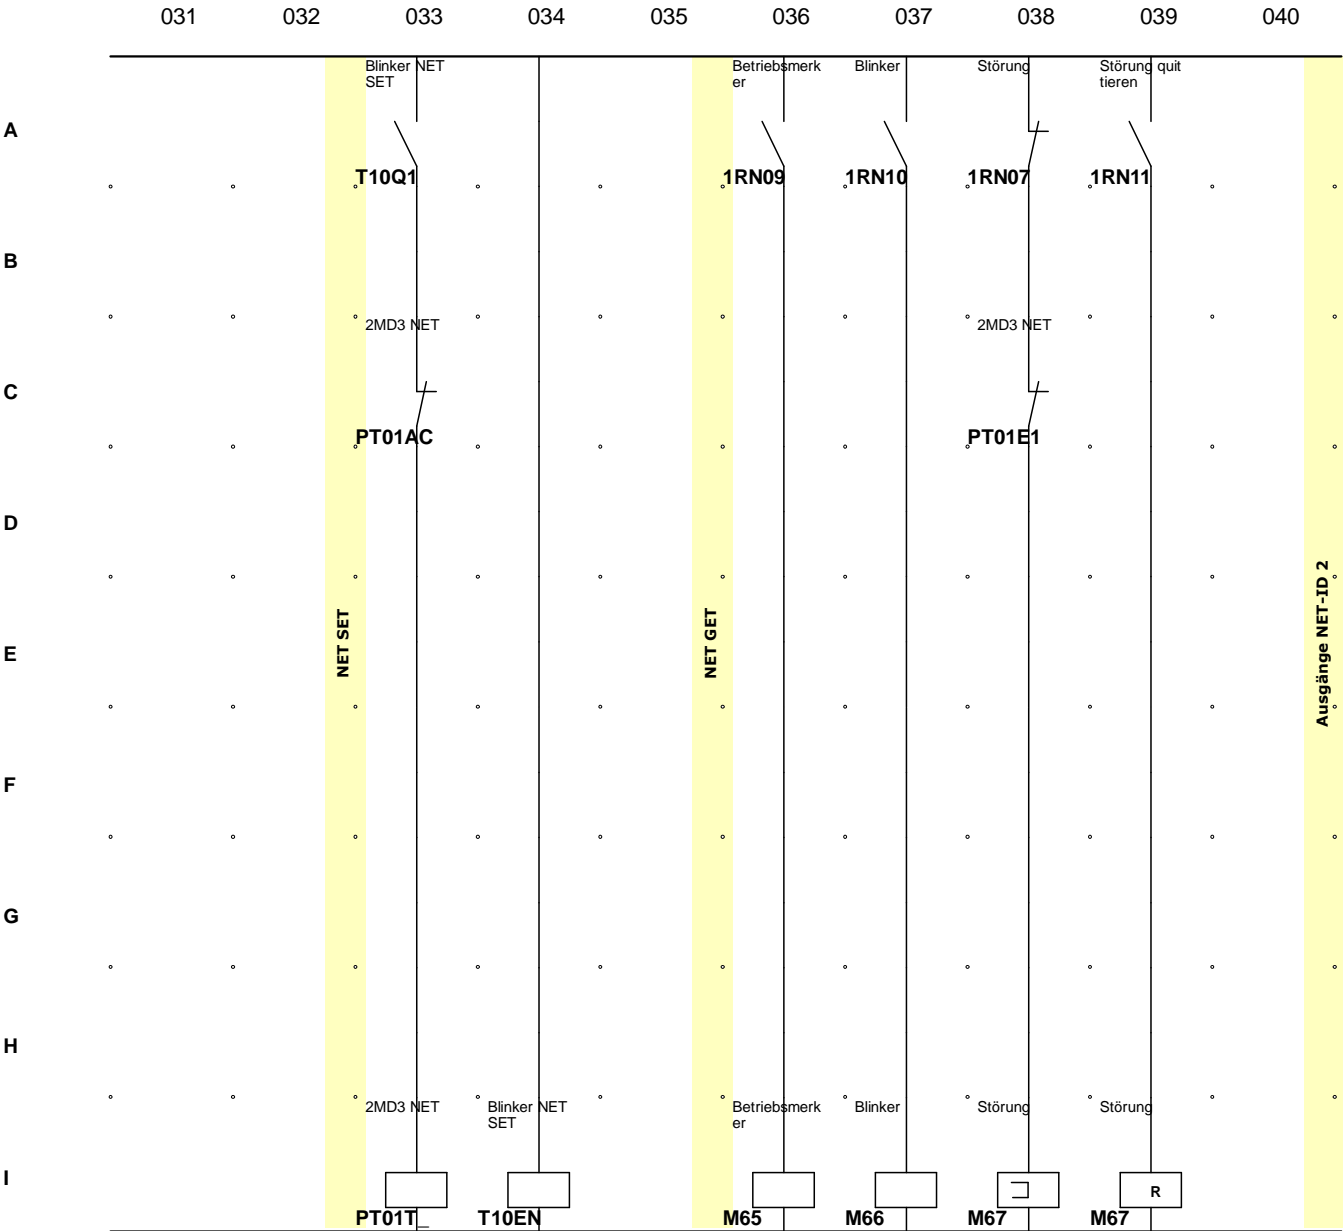 031 032 033 034 035 036 037 038 039 040
Blinker NET Betriebsmerk Blinker Störung Störung quit
SET er tieren
A
T10Q1 1RN09 1RN10 1RN07 1RN11
B
2MD3 NET 2MD3 NET
C
PT01AC PT01E1
D
NET SET
NET GET
Ausgänge NET-ID 2
E
F
G
H
2MD3 NET Blinker NET Betriebsmerk Blinker Störung Störung
SET er
I
R
PT01T_ T10EN M65 M66 M67 M67